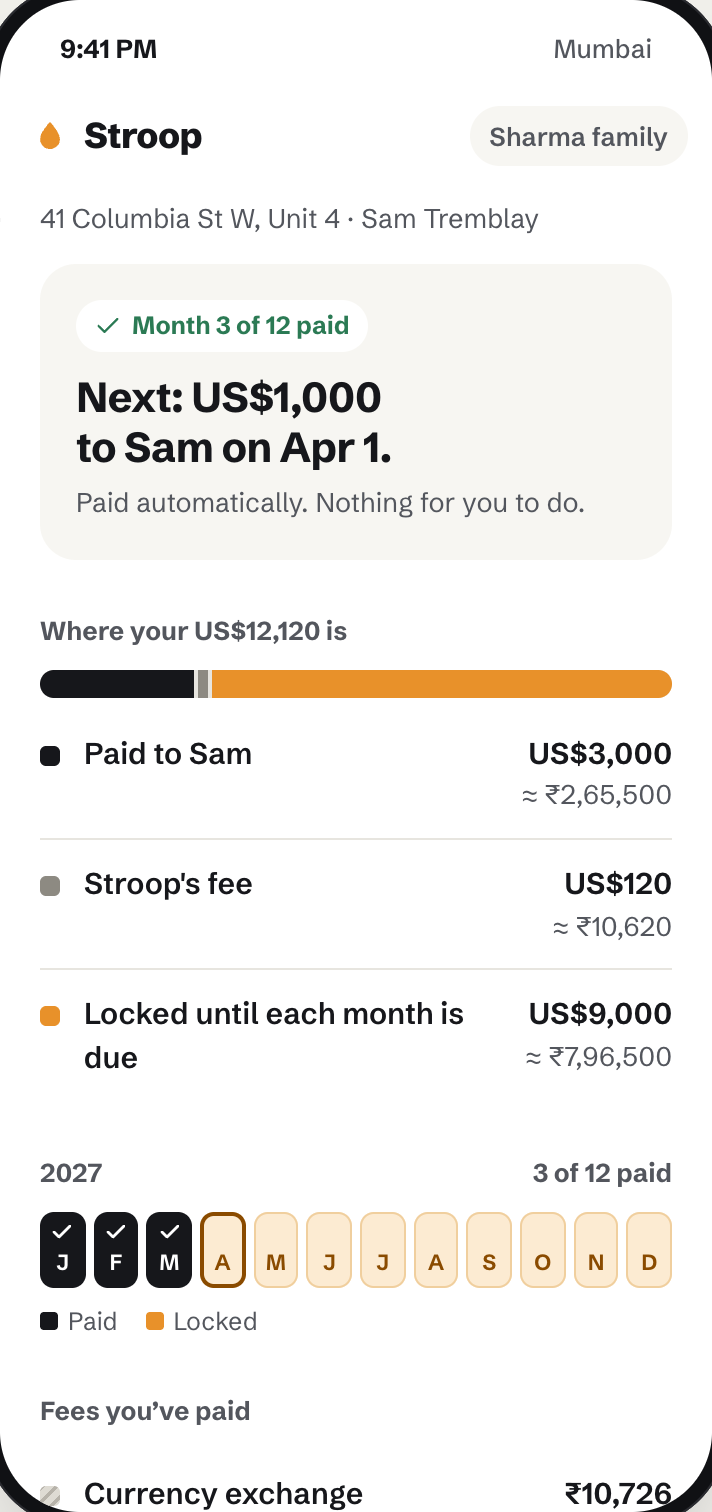 9:41 PM
Mumbai
Stroop
Sharma family
41 Columbia St W, Unit 4 · Sam Tremblay
Month 3 of 12 paid
Next: US$1,000
to Sam on Apr 1.
Paid automatically. Nothing for you to do.
Where your US$12,120 is
Paid to Sam
US$3,000
≈ ₹2,65,500
Stroop's fee
US$120
≈ ₹10,620
Locked until each month is
due
US$9,000
≈ ₹7,96,500
2027
3 of 12 paid
J F M A M J J A S O N D
Paid
Locked
Fees you’ve paid
Currency exchange
₹10,726